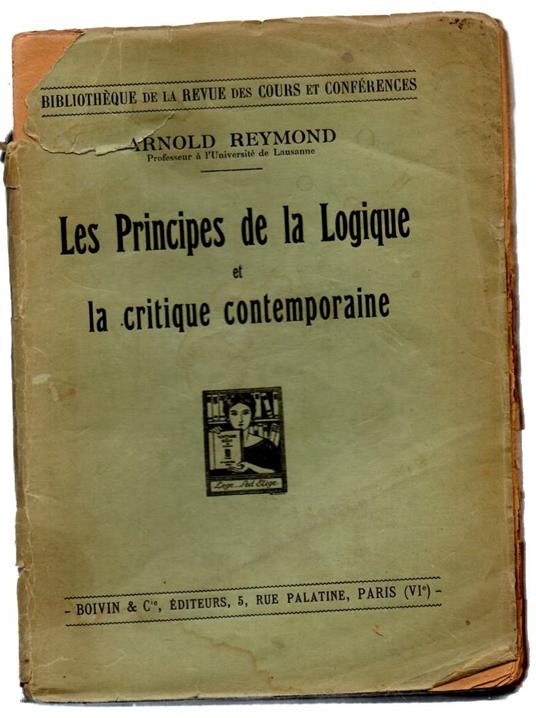 BIBLIOTHÈQUE DE LA REVUE DES COURS ET CONFÉRENCES
ARNOLD REYMOND
Professeur à l'Université de Lausanne
Les Principes de la Logique
et
la critique contemporaine
Lege Sed Elege
- BOIVIN & Cie, ÉDITEURS, 5, RUE PALATINE, PARIS (VIe) -